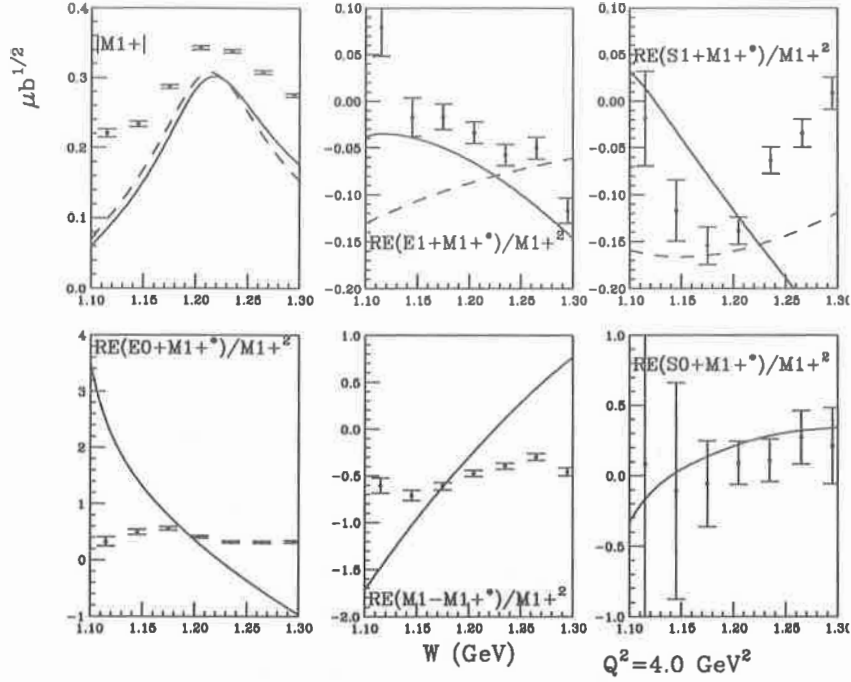 μb^1/2
0.4
0.3
0.2
0.1
0.0
|M1+|
1.10 1.15 1.20 1.25 1.30
0.10
0.05
0.00
−0.05
−0.10
−0.15
−0.20
RE(E1+M1+*)/M1+²
1.10 1.15 1.20 1.25 1.30
0.10
0.05
0.00
−0.05
−0.10
−0.15
−0.20
RE(S1+M1+*)/M1+²
1.10 1.15 1.20 1.25 1.30
4
3
2
1
0
−1
RE(E0+M1+*)/M1+²
1.10 1.15 1.20 1.25 1.30
1.0
0.5
0.0
−0.5
−1.0
−1.5
−2.0
RE(M1−M1+*)/M1+²
1.10 1.15 1.20 1.25 1.30
1.0
0.5
0.0
−0.5
−1.0
RE(S0+M1+*)/M1+²
1.10 1.15 1.20 1.25 1.30
W (GeV)
Q²=4.0 GeV²